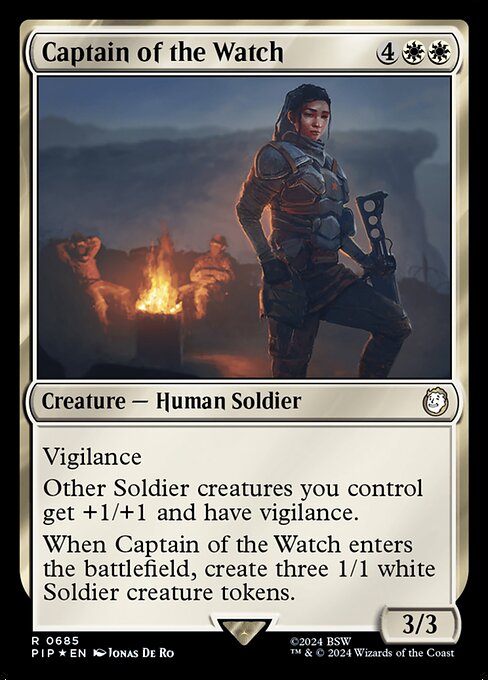 Captain of the Watch 4
Creature — Human Soldier
Vigilance
Other Soldier creatures you control
get +1/+1 and have vigilance.
When Captain of the Watch enters
the battlefield, create three 1/1 white
Soldier creature tokens.
3/3
R 0685
PIP ★ EN Jonas De Ro
©2024 BSW
™ & © 2024 Wizards of the Coast